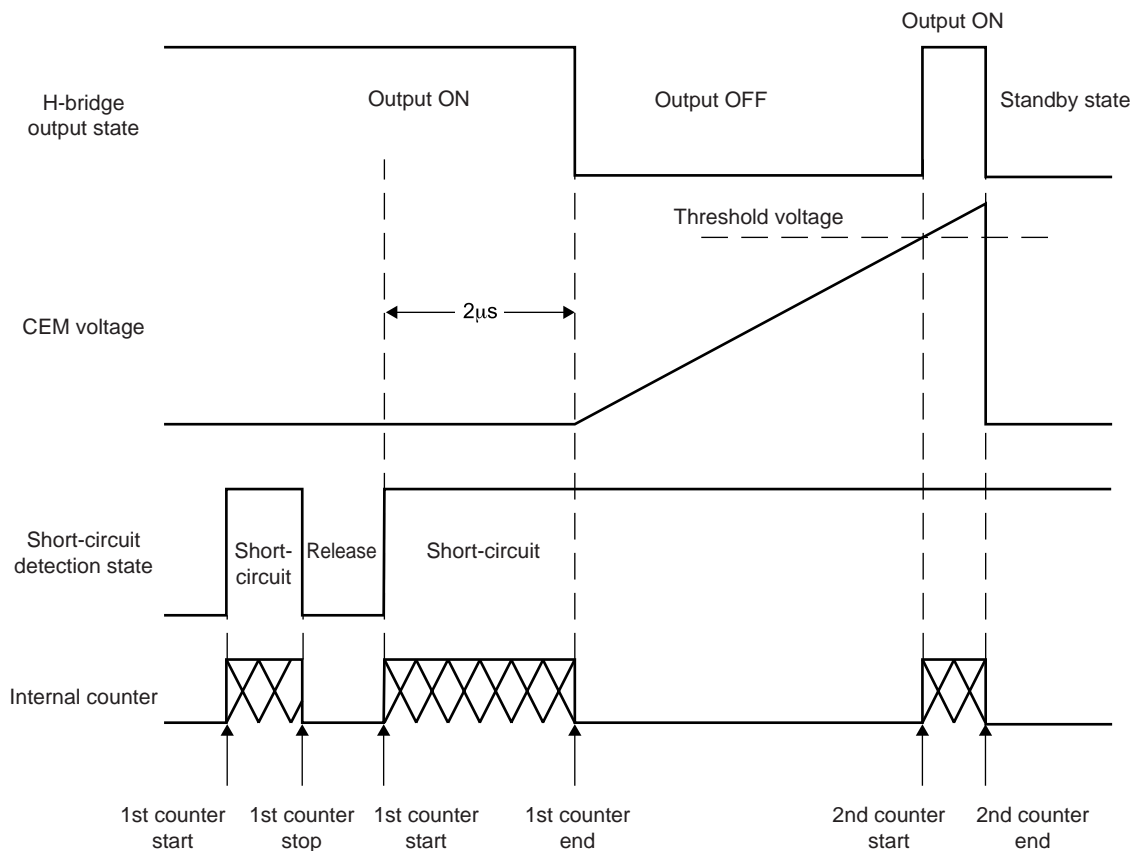 Output ON
H-bridge
output state
Output ON
Output OFF
Standby state
Threshold voltage
2μs
CEM voltage
Short-circuit
detection state
Short-
circuit
Release
Short-circuit
Internal counter
1st counter
start
1st counter
stop
1st counter
start
1st counter
end
2nd counter
start
2nd counter
end